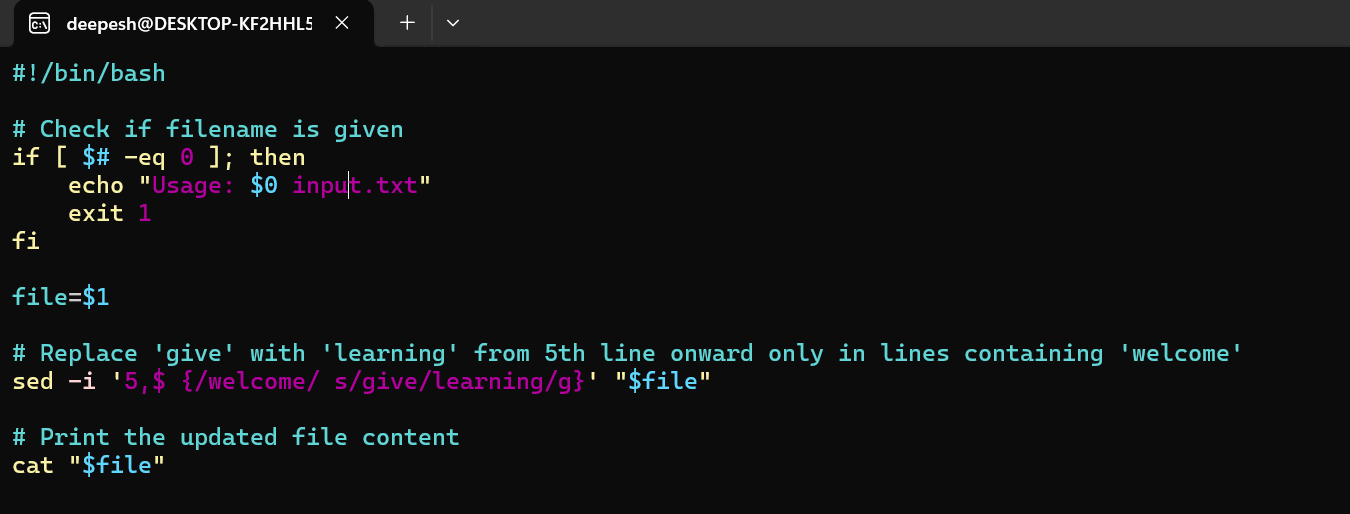 deepesh@DESKTOP-KF2HHL5
#!/bin/bash
# Check if filename is given
if [ $# -eq 0 ]; then
    echo "Usage: $0 input.txt"
    exit 1
fi
file=$1
# Replace 'give' with 'learning' from 5th line onward only in lines containing 'welcome'
sed -i '5,$ {/welcome/ s/give/learning/g}' "$file"
# Print the updated file content
cat "$file"